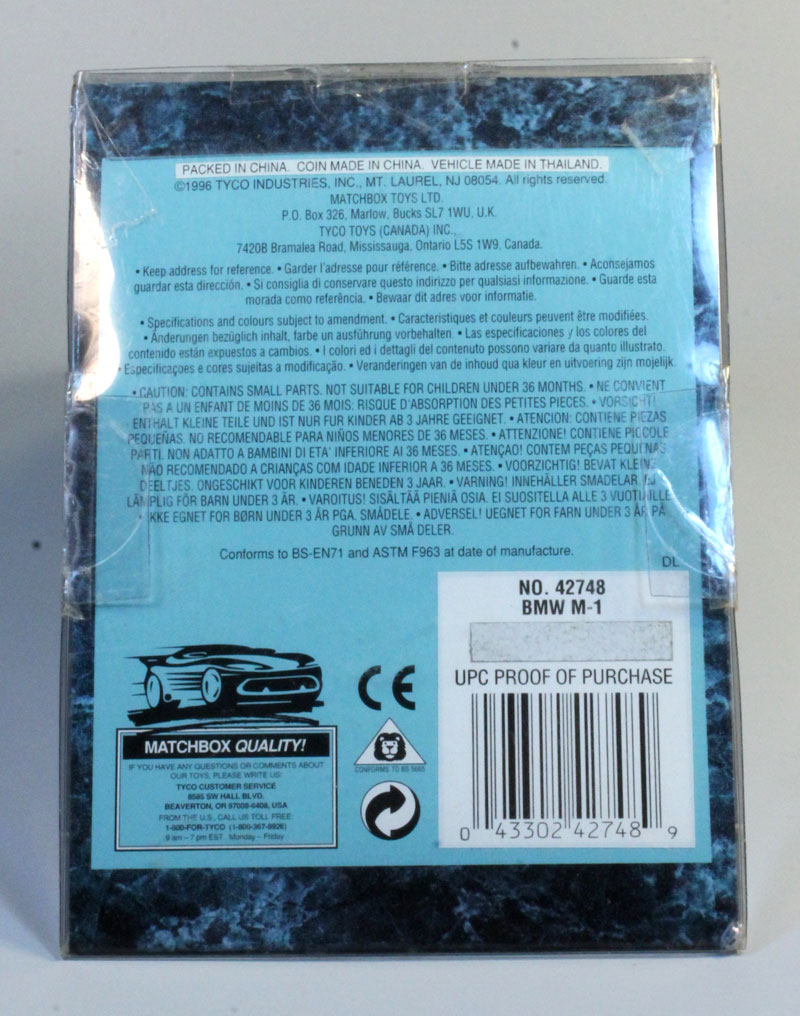 PACKED IN CHINA. COIN MADE IN CHINA. VEHICLE MADE IN THAILAND.
©1996 TYCO INDUSTRIES, INC., MT. LAUREL, NJ 08054. All rights reserved.
MATCHBOX TOYS LTD.
P.O. Box 326, Marlow, Bucks SL7 1WU, U.K.
TYCO TOYS (CANADA) INC.,
7420B Bramalea Road, Mississauga, Ontario L5S 1W9, Canada.
• Keep address for reference. • Garder l'adresse pour référence. • Bitte adresse aufbewahren. • Aconsejamos
guardar esta dirección. • Si consiglia di conservare questo indirizzo per qualsiasi informazione. • Guarde esta
morada como referência. • Bewaar dit adres voor informatie.
• Specifications and colours subject to amendment. • Caracteristiques et couleurs peuvent être modifiées.
• Änderungen bezüglich inhalt, farbe un ausführung vorbehalten. • Las especificaciones y los colores del
contenido están expuestos a cambios. • I colori ed i dettagli del contenuto possono variare da quanto illustrato.
• Especificaçoes e cores sujeitas a modificação. • Veranderingen van de inhoud qua kleur en uitvoering zijn mojelijk.
• CAUTION: CONTAINS SMALL PARTS. NOT SUITABLE FOR CHILDREN UNDER 36 MONTHS. • NE CONVIENT
PAS A UN ENFANT DE MOINS DE 36 MOIS: RISQUE D'ABSORPTION DES PETITES PIECES. • VORSICHT!
ENTHALT KLEINE TEILE UND IST NUR FUR KINDER AB 3 JAHRE GEEIGNET. • ATENCION: CONTIENE PIEZAS
PEQUEÑAS. NO RECOMENDABLE PARA NIÑOS MENORES DE 36 MESES. • ATTENZIONE! CONTIENE PICCOLE
PARTI. NON ADATTO A BAMBINI DI ETA' INFERIORE AI 36 MESES. • ATENÇAO! CONTEM PEÇAS PEQUENAS
NÃO RECOMENDADO A CRIANÇAS COM IDADE INFERIOR A 36 MESES. • VOORZICHTIG! BEVAT KLEINE
DEELTJES. ONGESCHIKT VOOR KINDEREN BENEDEN 3 JAAR. • VARNING! INNEHÅLLER SMADELAR. EJ
LÄMPLIG FÖR BARN UNDER 3 ÅR. • VAROITUS! SISÄLTÄÄ PIENIÄ OSIA. EI SUOSITELLA ALLE 3 VUOTIAILLE
• IKKE EGNET FOR BØRN UNDER 3 ÅR PGA. SMÅDELE. • ADVERSEL! UEGNET FOR FARN UNDER 3 ÅR PÅ
GRUNN AV SMÅ DELER.
Conforms to BS-EN71 and ASTM F963 at date of manufacture.
DL
NO. 42748
BMW M-1
UPC PROOF OF PURCHASE
0 43302 42748 9
CE
CONFORMS TO BS 5665
MATCHBOX QUALITY!
IF YOU HAVE ANY QUESTIONS OR COMMENTS ABOUT
OUR TOYS, PLEASE WRITE US:
TYCO CUSTOMER SERVICE
8585 SW HALL BLVD.
BEAVERTON, OR 97008-6408, USA
FROM THE U.S., CALL US TOLL FREE:
1-800-FOR-TYCO (1-800-367-8926)
9 am – 7 pm EST Monday – Friday